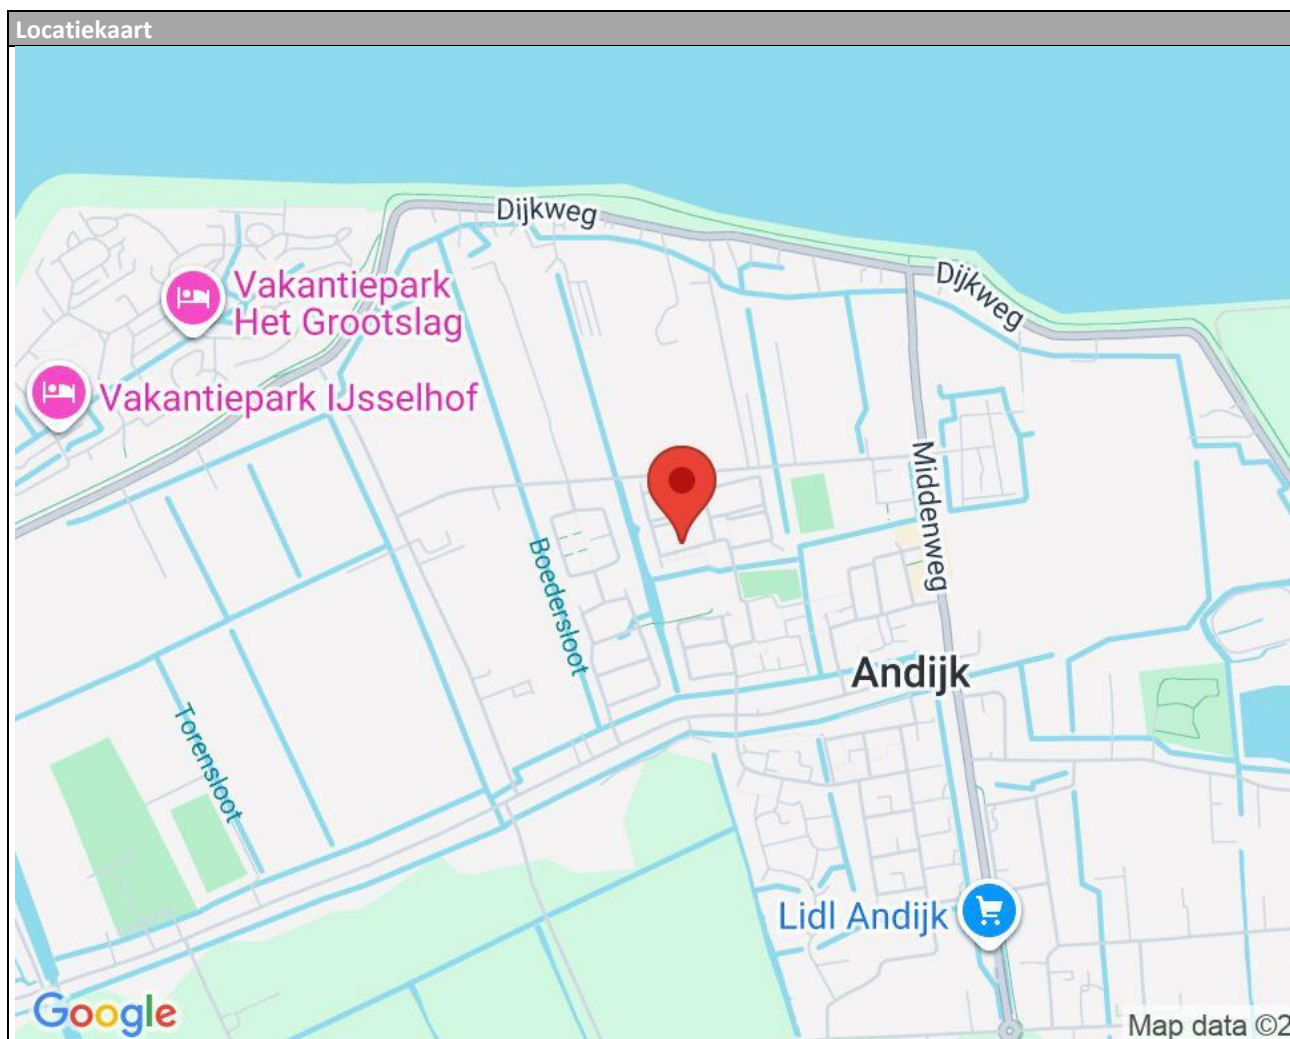 Locatiekaart
Dijkweg
Dijkweg
Vakantiepark
Het Grootslag
Vakantiepark IJsselhof
Middenweg
Boedersloot
Andijk
Torensloot
Lidl Andijk
Google
Map data ©2